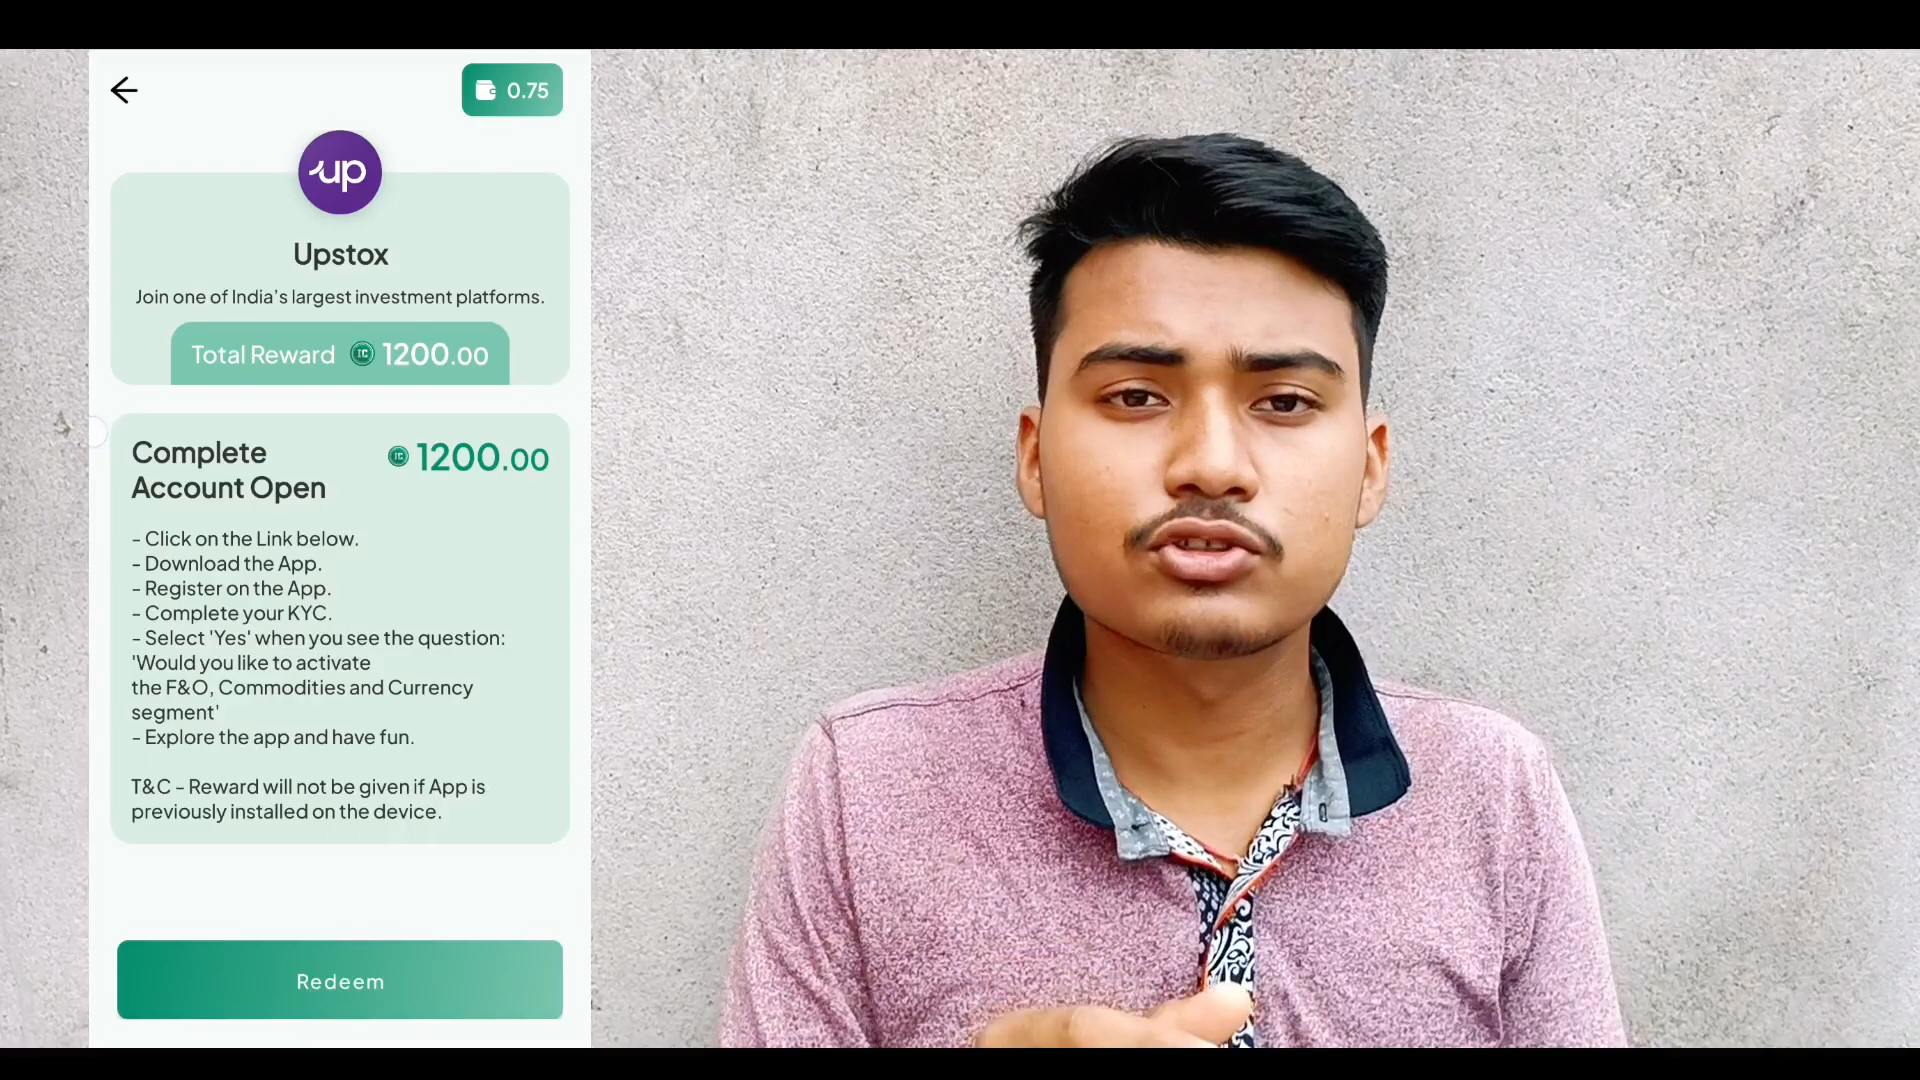 0.75
up
Upstox
Join one of India's largest investment platforms.
Total Reward IC 1200.00
Complete
Account Open
IC 1200.00
- Click on the Link below.
- Download the App.
- Register on the App.
- Complete your KYC.
- Select 'Yes' when you see the question:
'Would you like to activate
the F&O, Commodities and Currency
segment'
- Explore the app and have fun.
T&C - Reward will not be given if App is
previously installed on the device.
Redeem